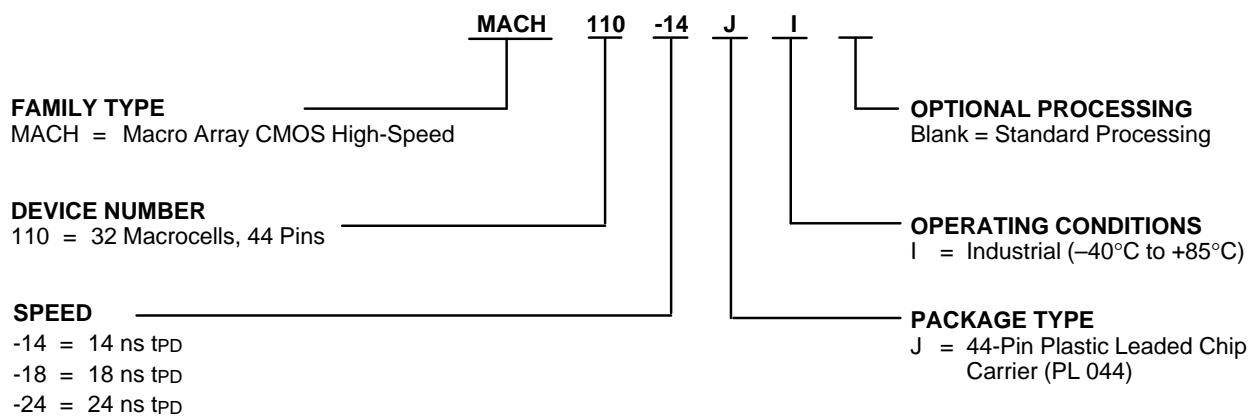 MACH 110 -14 J I
FAMILY TYPE
MACH = Macro Array CMOS High-Speed
DEVICE NUMBER
110 = 32 Macrocells, 44 Pins
SPEED
-14 = 14 ns tPD
-18 = 18 ns tPD
-24 = 24 ns tPD
OPTIONAL PROCESSING
Blank = Standard Processing
OPERATING CONDITIONS
I = Industrial (–40°C to +85°C)
PACKAGE TYPE
J = 44-Pin Plastic Leaded Chip
Carrier (PL 044)